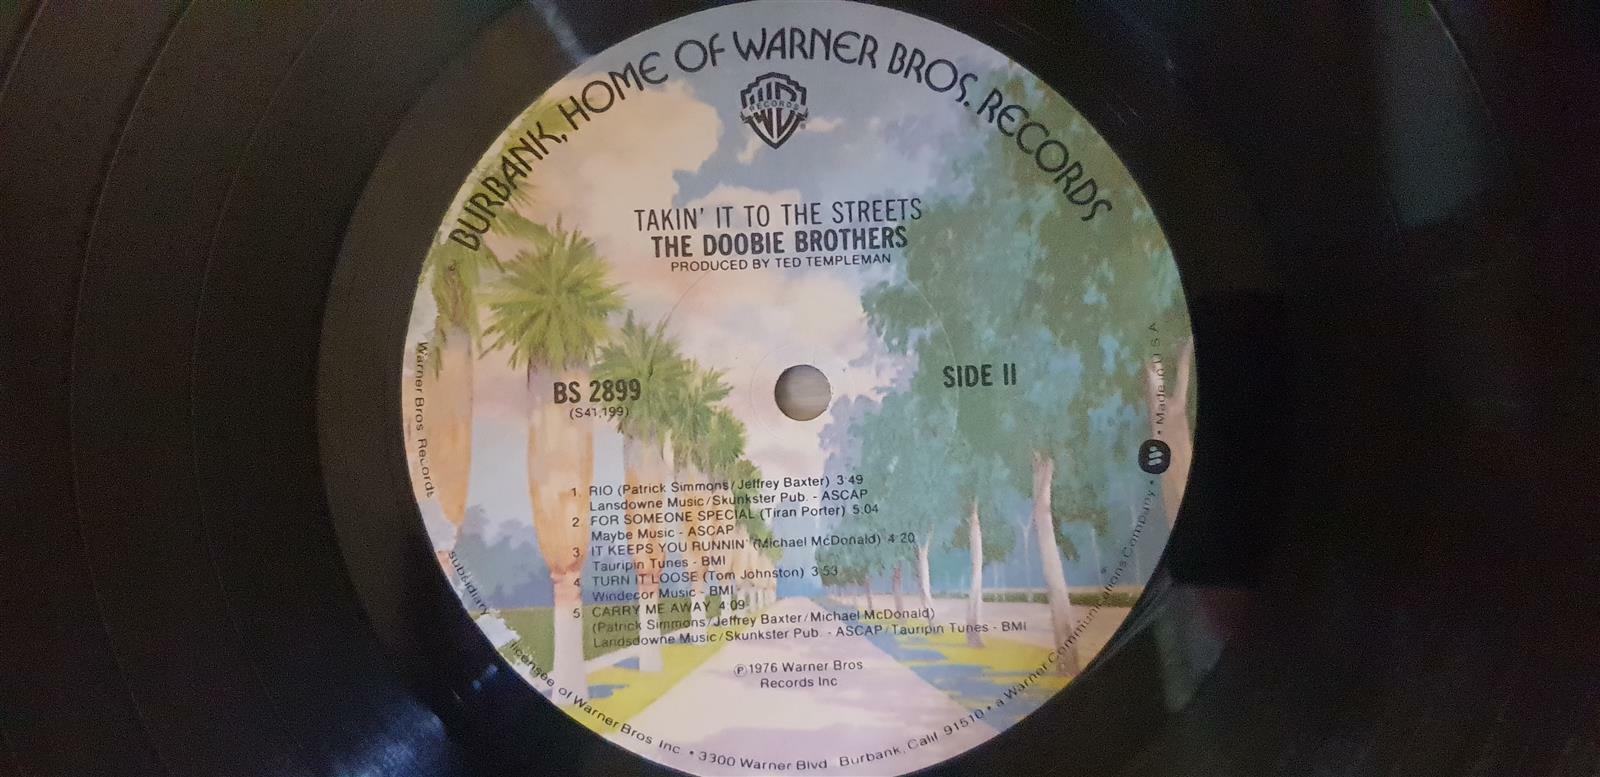 BURBANK, HOME OF WARNER BROS. RECORDS
RECORDS
TAKIN' IT TO THE STREETS
THE DOOBIE BROTHERS
PRODUCED BY TED TEMPLEMAN
BS 2899
(S41,199)
SIDE II
1. RIO (Patrick Simmons/Jeffrey Baxter) 3:49
Lansdowne Music/Skunkster Pub. - ASCAP
2. FOR SOMEONE SPECIAL (Tiran Porter) 5:04
Maybe Music - ASCAP
3. IT KEEPS YOU RUNNIN' (Michael McDonald) 4:20
Tauripin Tunes - BMI
4. TURN IT LOOSE (Tom Johnston) 3:53
Windecor Music - BMI
5. CARRY ME AWAY 4:09
(Patrick Simmons/Jeffrey Baxter/Michael McDonald)
Landsdowne Music/Skunkster Pub. - ASCAP/Tauripin Tunes - BMI
℗1976 Warner Bros
Records Inc
Warner Bros. Records
subsidiary
licensee of Warner Bros Inc. • 3300 Warner Blvd Burbank, Calif. 91510 • a Warner Communications Company • Made in U S A